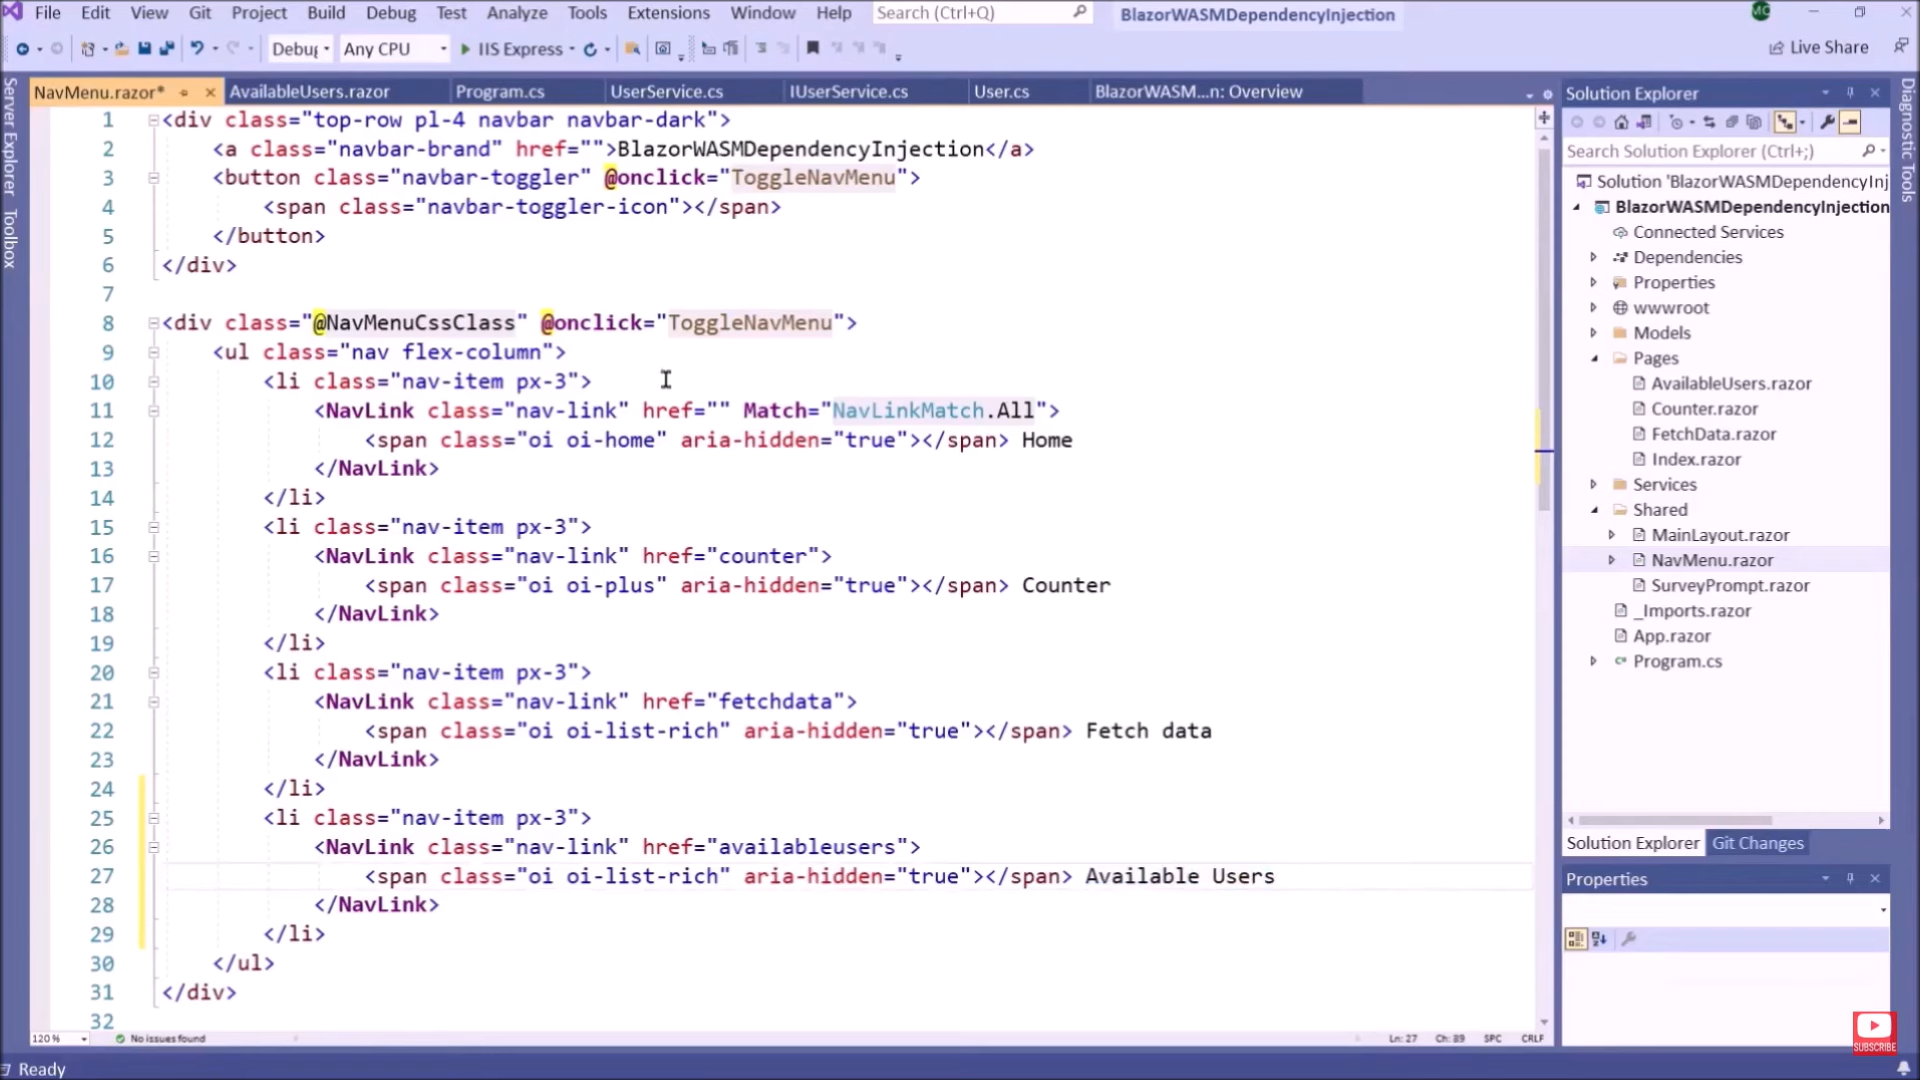 File Edit View Git Project Build Debug Test Analyze Tools Extensions Window Help Search (Ctrl+Q) BlazorWASMDependencyInjection MO
Debug Any CPU IIS Express Live Share
NavMenu.razor* AvailableUsers.razor Program.cs UserService.cs IUserService.cs User.cs BlazorWASM...n: Overview
Server Explorer
Toolbox
1 <div class="top-row pl-4 navbar navbar-dark">
2 <a class="navbar-brand" href="">BlazorWASMDependencyInjection</a>
3 <button class="navbar-toggler" @onclick="ToggleNavMenu">
4 <span class="navbar-toggler-icon"></span>
5 </button>
6 </div>
7
8 <div class="@NavMenuCssClass" @onclick="ToggleNavMenu">
9 <ul class="nav flex-column">
10 <li class="nav-item px-3">
11 <NavLink class="nav-link" href="" Match="NavLinkMatch.All">
12 <span class="oi oi-home" aria-hidden="true"></span> Home
13 </NavLink>
14 </li>
15 <li class="nav-item px-3">
16 <NavLink class="nav-link" href="counter">
17 <span class="oi oi-plus" aria-hidden="true"></span> Counter
18 </NavLink>
19 </li>
20 <li class="nav-item px-3">
21 <NavLink class="nav-link" href="fetchdata">
22 <span class="oi oi-list-rich" aria-hidden="true"></span> Fetch data
23 </NavLink>
24 </li>
25 <li class="nav-item px-3">
26 <NavLink class="nav-link" href="availableusers">
27 <span class="oi oi-list-rich" aria-hidden="true"></span> Available Users
28 </NavLink>
29 </li>
30 </ul>
31 </div>
32
120 % No issues found Ln: 27 Ch: 89 SPC CRLF
Ready
Solution Explorer
Search Solution Explorer (Ctrl+;)
Solution 'BlazorWASMDependencyInj
BlazorWASMDependencyInjection
Connected Services
Dependencies
Properties
wwwroot
Models
Pages
AvailableUsers.razor
Counter.razor
FetchData.razor
Index.razor
Services
Shared
MainLayout.razor
NavMenu.razor
SurveyPrompt.razor
_Imports.razor
App.razor
Program.cs
Solution Explorer Git Changes
Properties
Diagnostic Tools
SUBSCRIBE